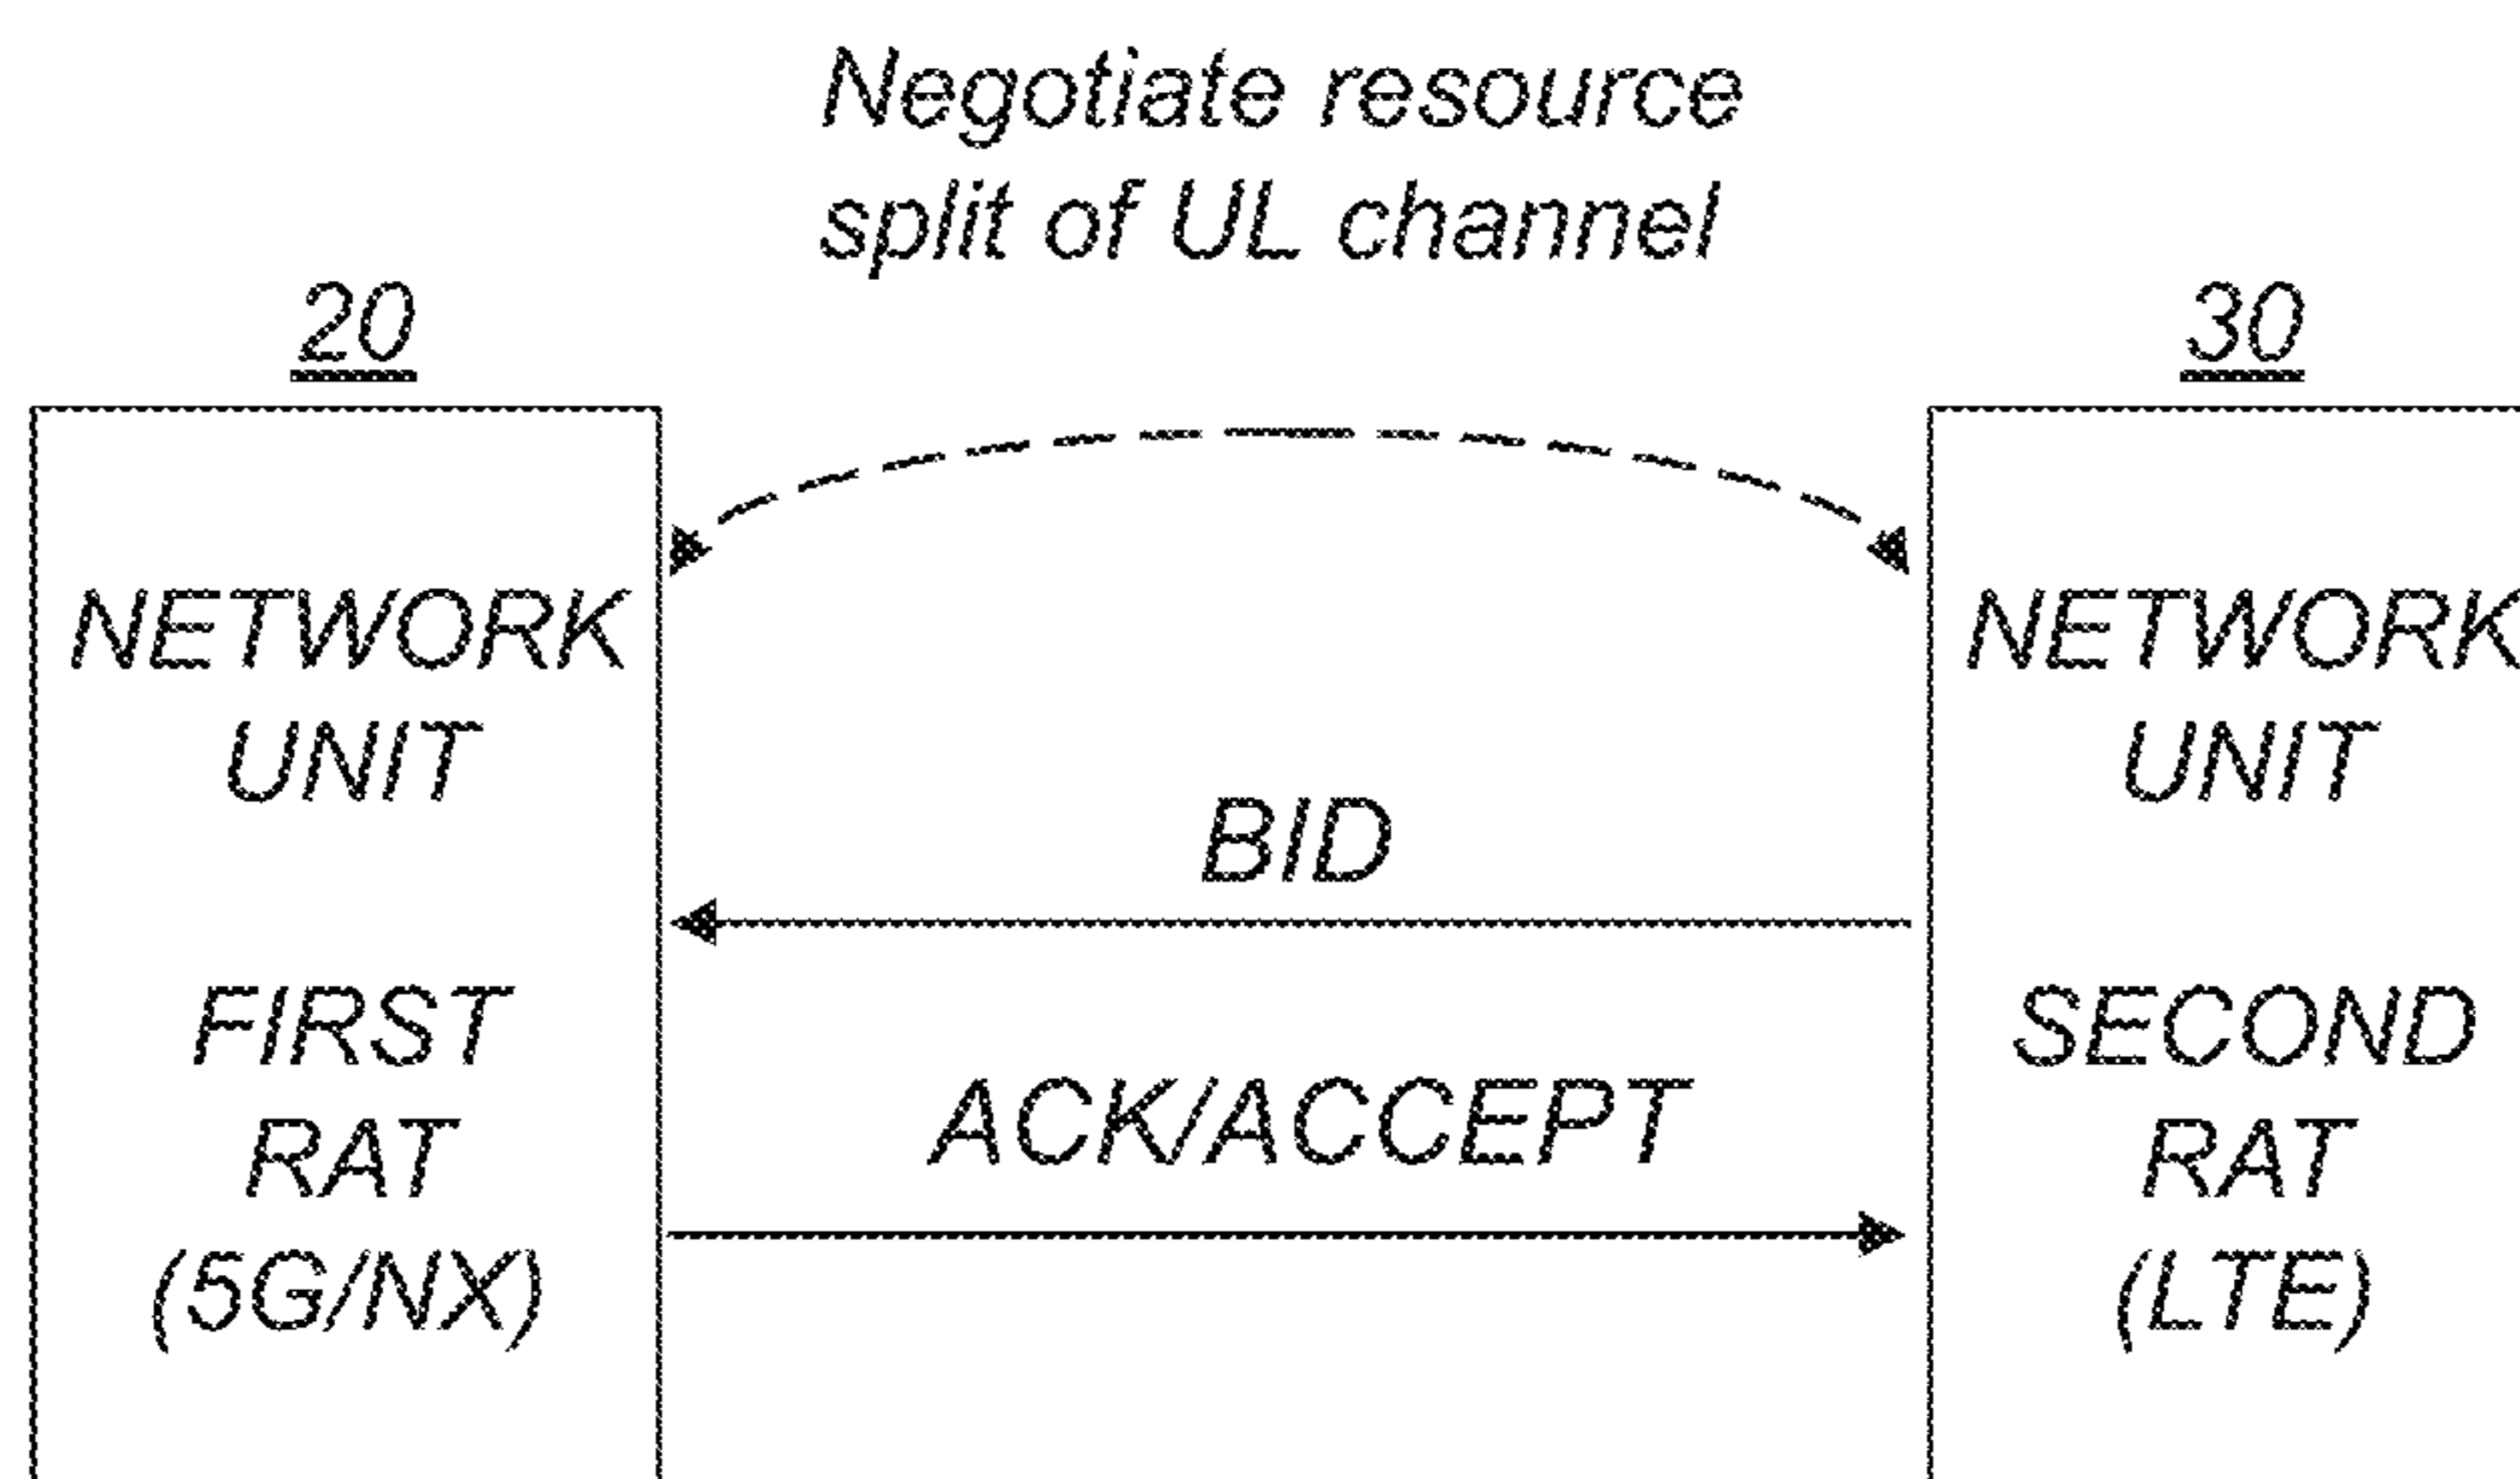 Negotiate resource
split of UL channel
20
30
NETWORK
UNIT
FIRST
RAT
(5G/NX)
BID
ACK/ACCEPT
NETWORK
UNIT
SECOND
RAT
(LTE)